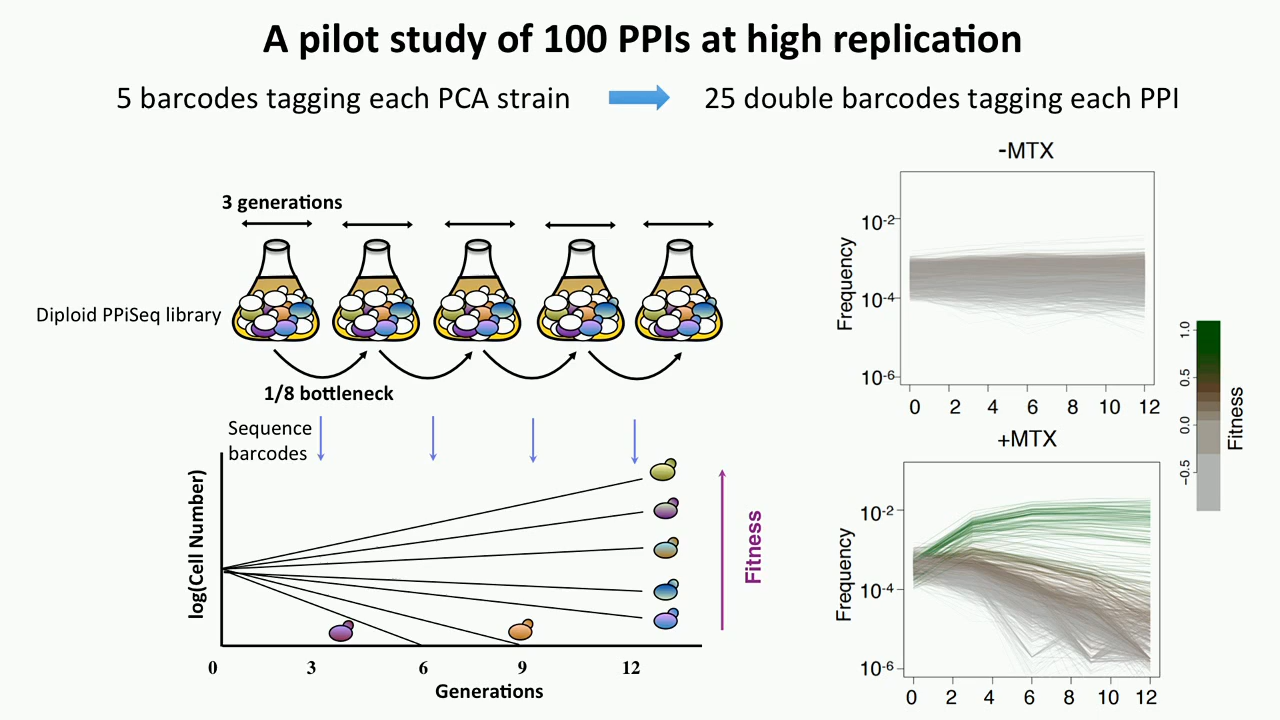 A pilot study of 100 PPIs at high replication
5 barcodes tagging each PCA strain
25 double barcodes tagging each PPI
3 generations
Diploid PPiSeq library
1/8 bottleneck
Sequence
barcodes
log(Cell Number)
0 3 6 9 12
Generations
Fitness
-MTX
Frequency
10-2
10-4
10-6
0 2 4 6 8 10 12
+MTX
Frequency
10-2
10-4
10-6
0 2 4 6 8 10 12
1.0
0.5
0.0
−0.5
Fitness